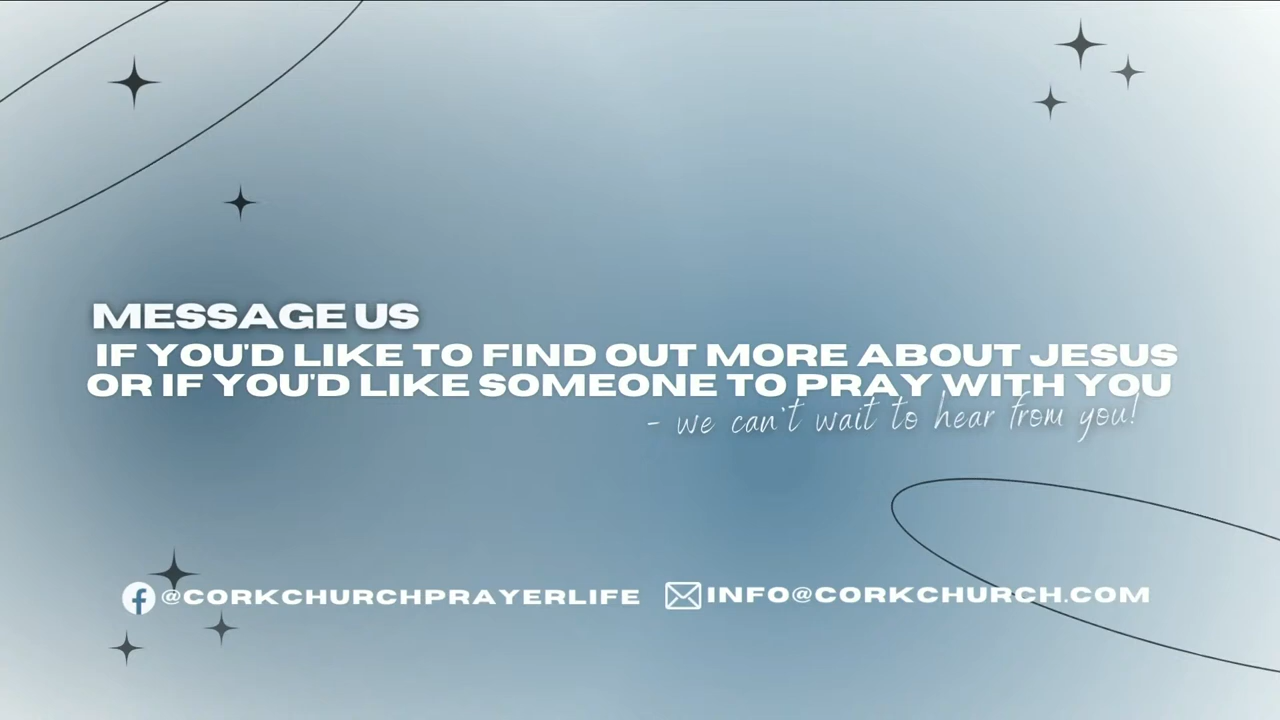 MESSAGE US
IF YOU'D LIKE TO FIND OUT MORE ABOUT JESUS
OR IF YOU'D LIKE SOMEONE TO PRAY WITH YOU
- we can't wait to hear from you!
@CORKCHURCHPRAYERLIFE INFO@CORKCHURCH.COM